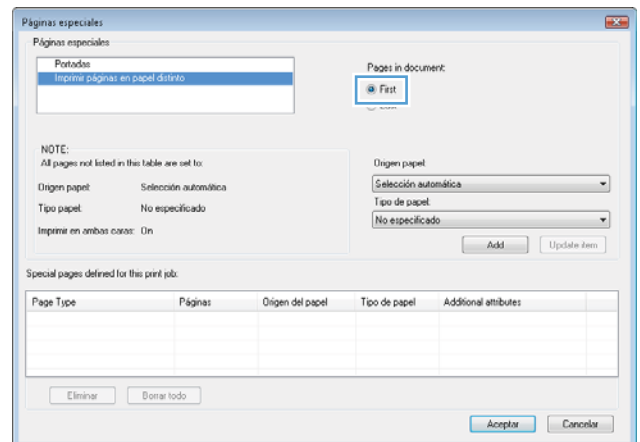 Páginas especiales
Páginas especiales
Portadas
Imprimir páginas en papel distinto
Pages in document:
First
NOTE:
All pages not listed in this table are set to:
Origen papel: Selección automática
Tipo papel: No especificado
Imprimir en ambas caras: On
Origen papel:
Selección automática
Tipo de papel:
No especificado
Add Update item
Special pages defined for this print job:
Page Type Páginas Origen del papel Tipo de papel Additional attributes
Eliminar Borrar todo
Aceptar Cancelar